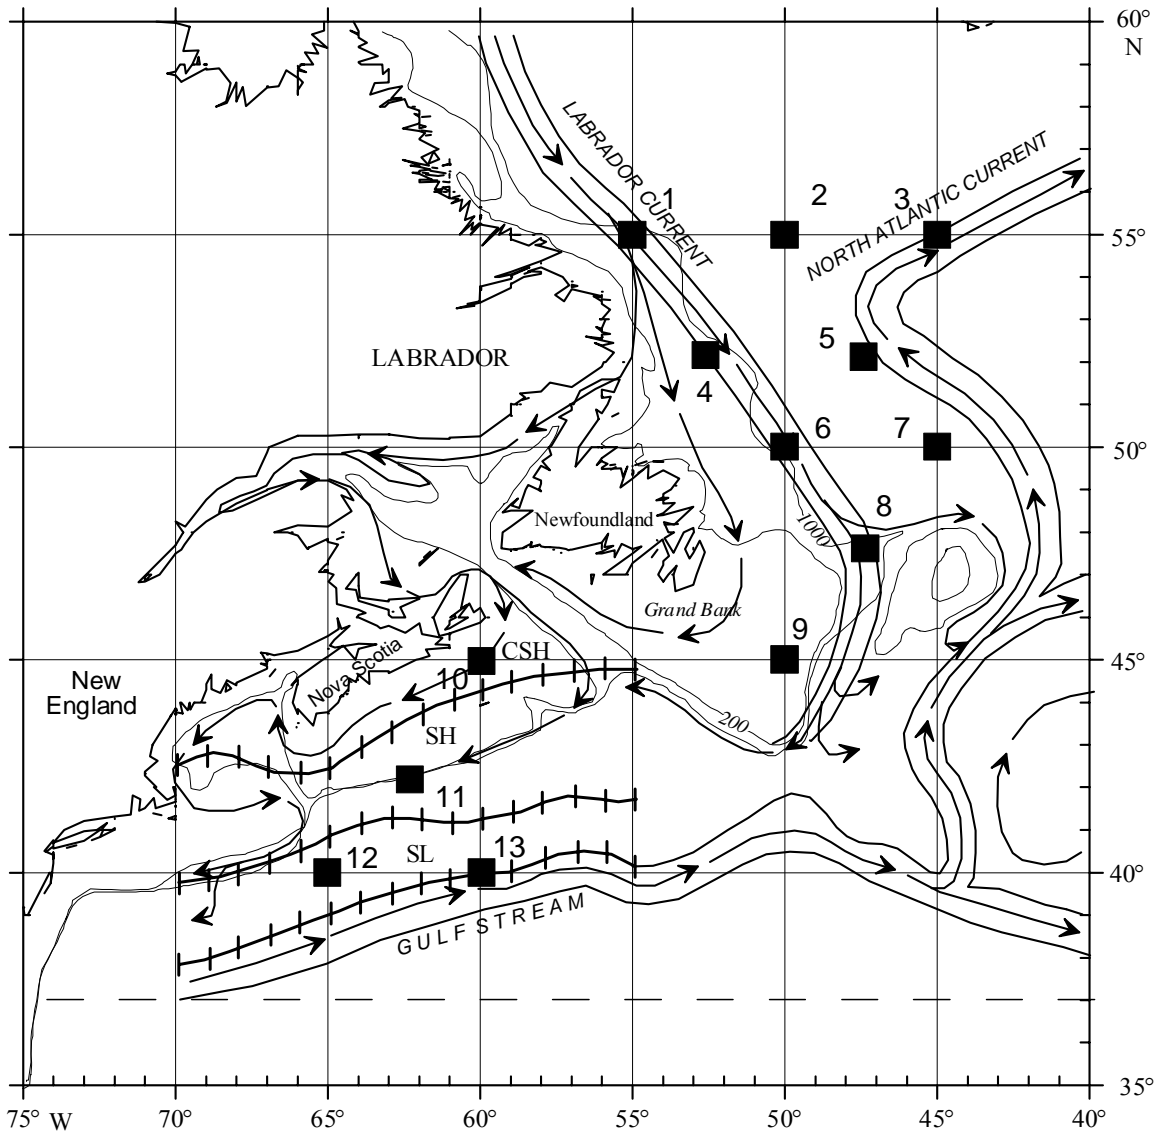 60°
N
LABRADOR CURRENT
NORTH ATLANTIC CURRENT
1
2
3
55°
5
LABRADOR
4
6
7
50°
Newfoundland
1000
8
Grand Bank
9
CSH
45°
Nova Scotia
10
New
England
200
SH
11
SL
12
13
40°
GULF STREAM
35°
75° W
70°
65°
60°
55°
50°
45°
40°